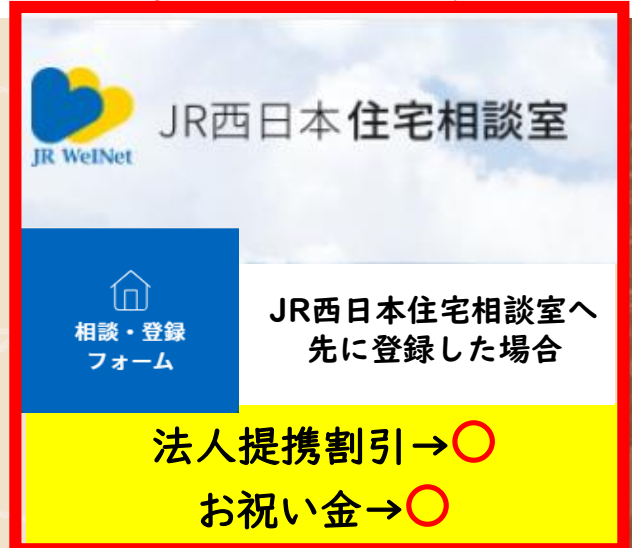 JR西日本住宅相談室
JR WelNet
相談・登録
フォーム
JR西日本住宅相談室へ
先に登録した場合
法人提携割引→○
お祝い金→○